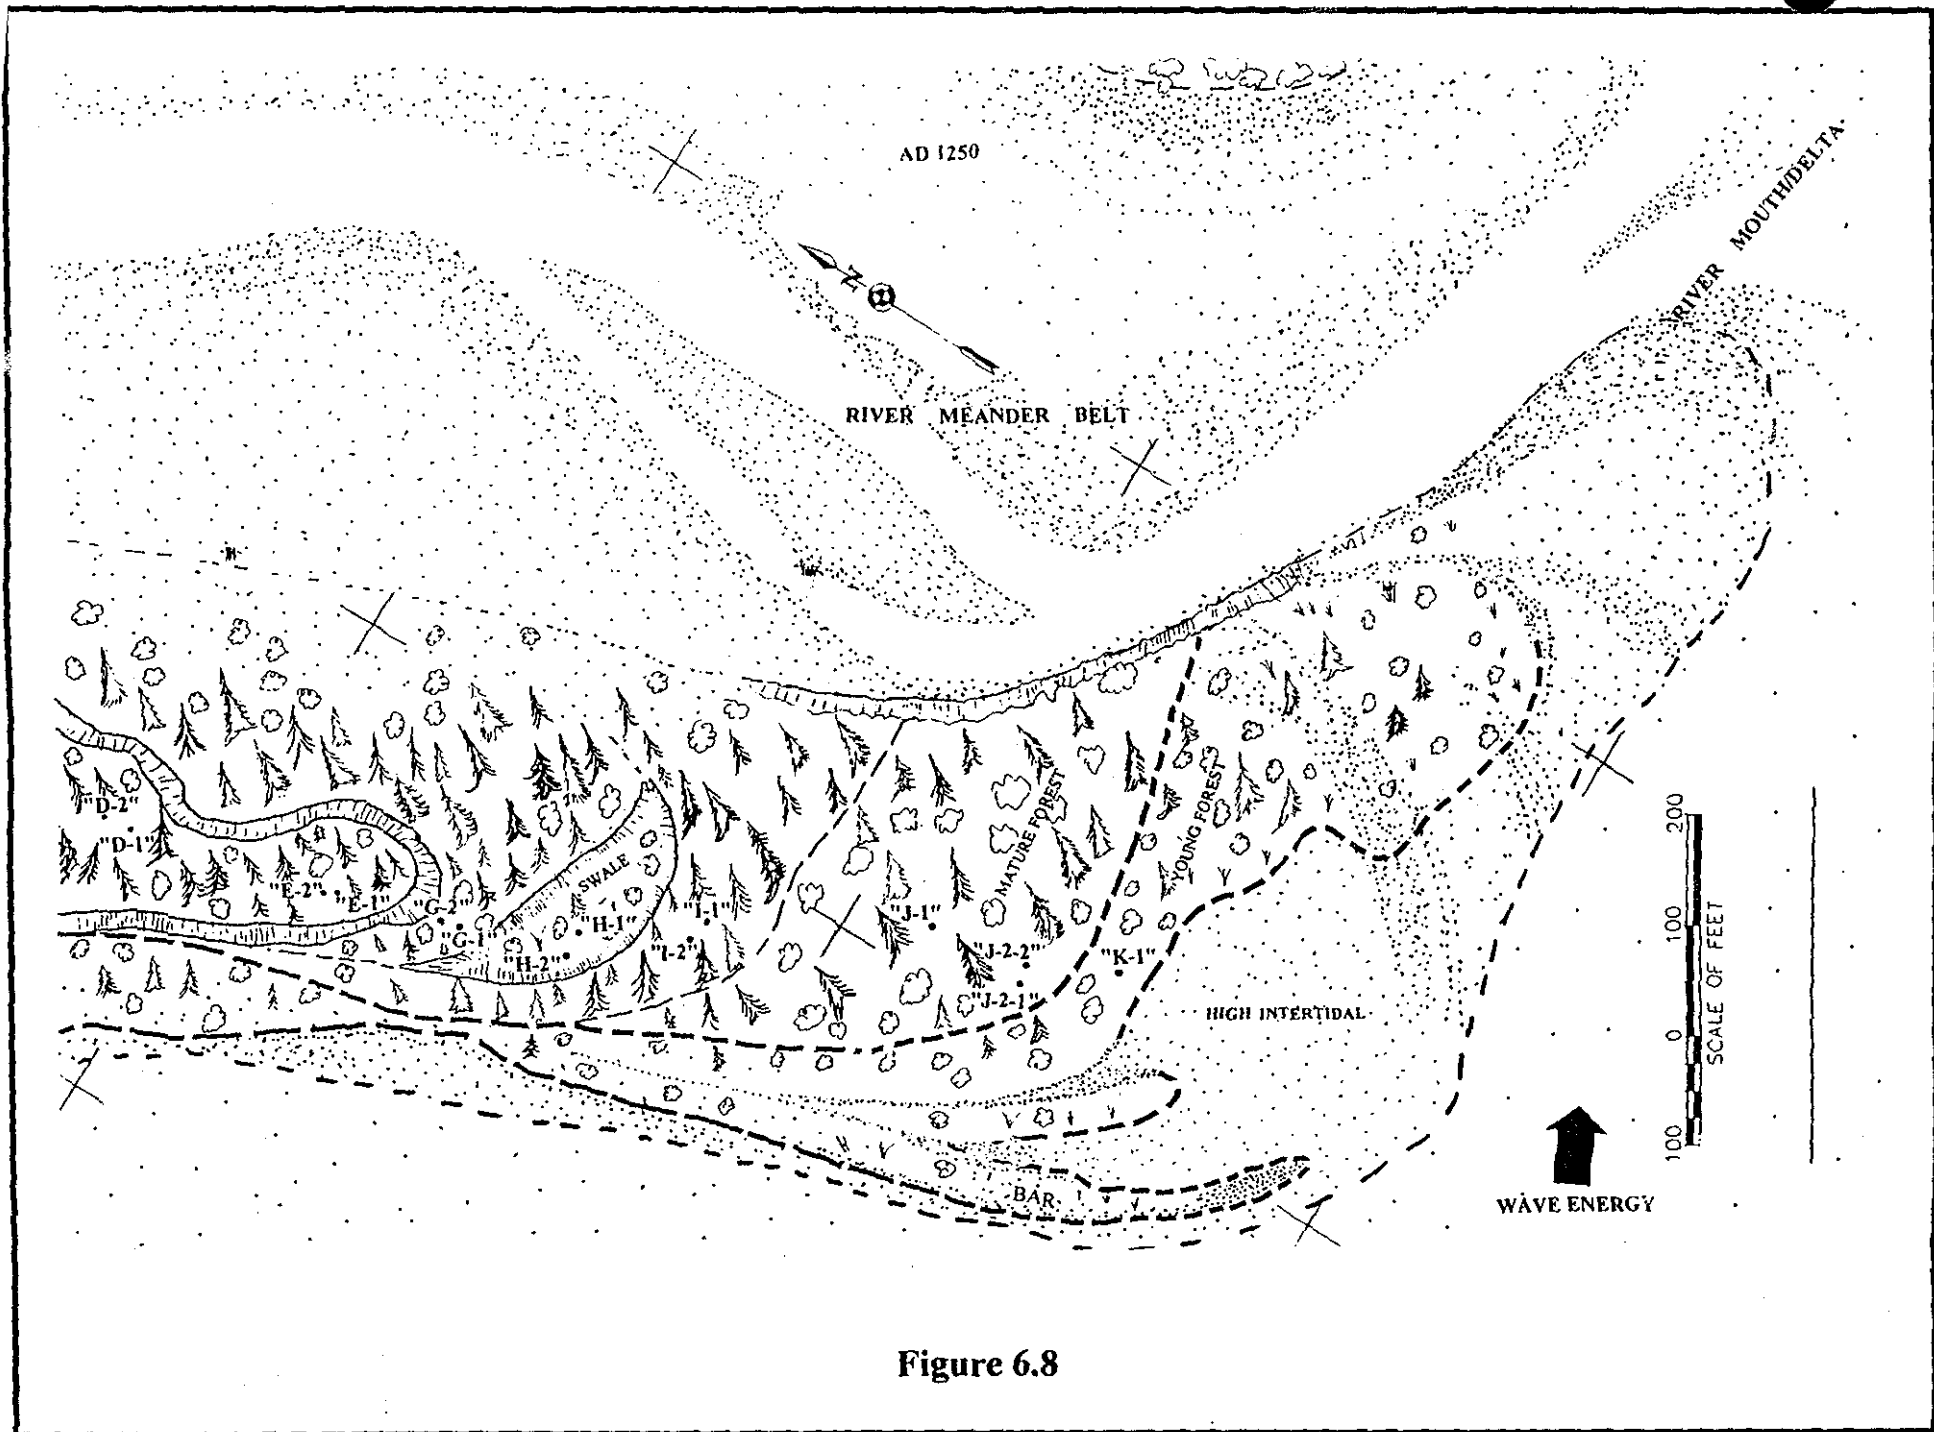 AD 1250
N
RIVER MOUTH/DELTA
RIVER MEANDER BELT
"D-2"
"D-1"
"E-2"
"E-1"
"G-2"
"G-1"
SWALE
"H-1"
"H-2"
"I-1"
"I-2"
"J-1"
MATURE FOREST
YOUNG FOREST
"J-2-2"
"J-2-1"
"K-1"
HIGH INTERTIDAL
BAR
200
100
0
100
SCALE OF FEET
WAVE ENERGY
Figure 6.8